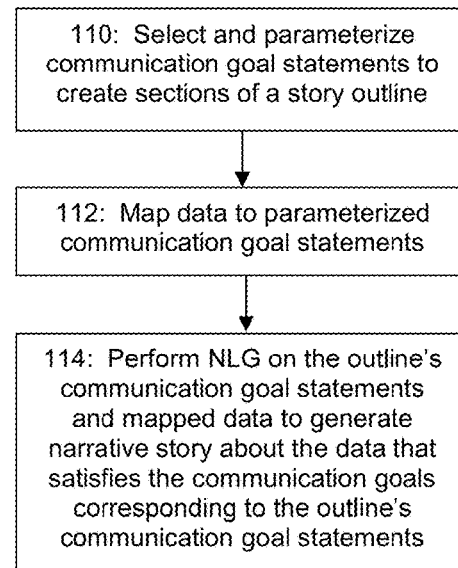 110: Select and parameterize
communication goal statements to
create sections of a story outline
112: Map data to parameterized
communication goal statements
114: Perform NLG on the outline's
communication goal statements
and mapped data to generate
narrative story about the data that
satisfies the communication goals
corresponding to the outline's
communication goal statements